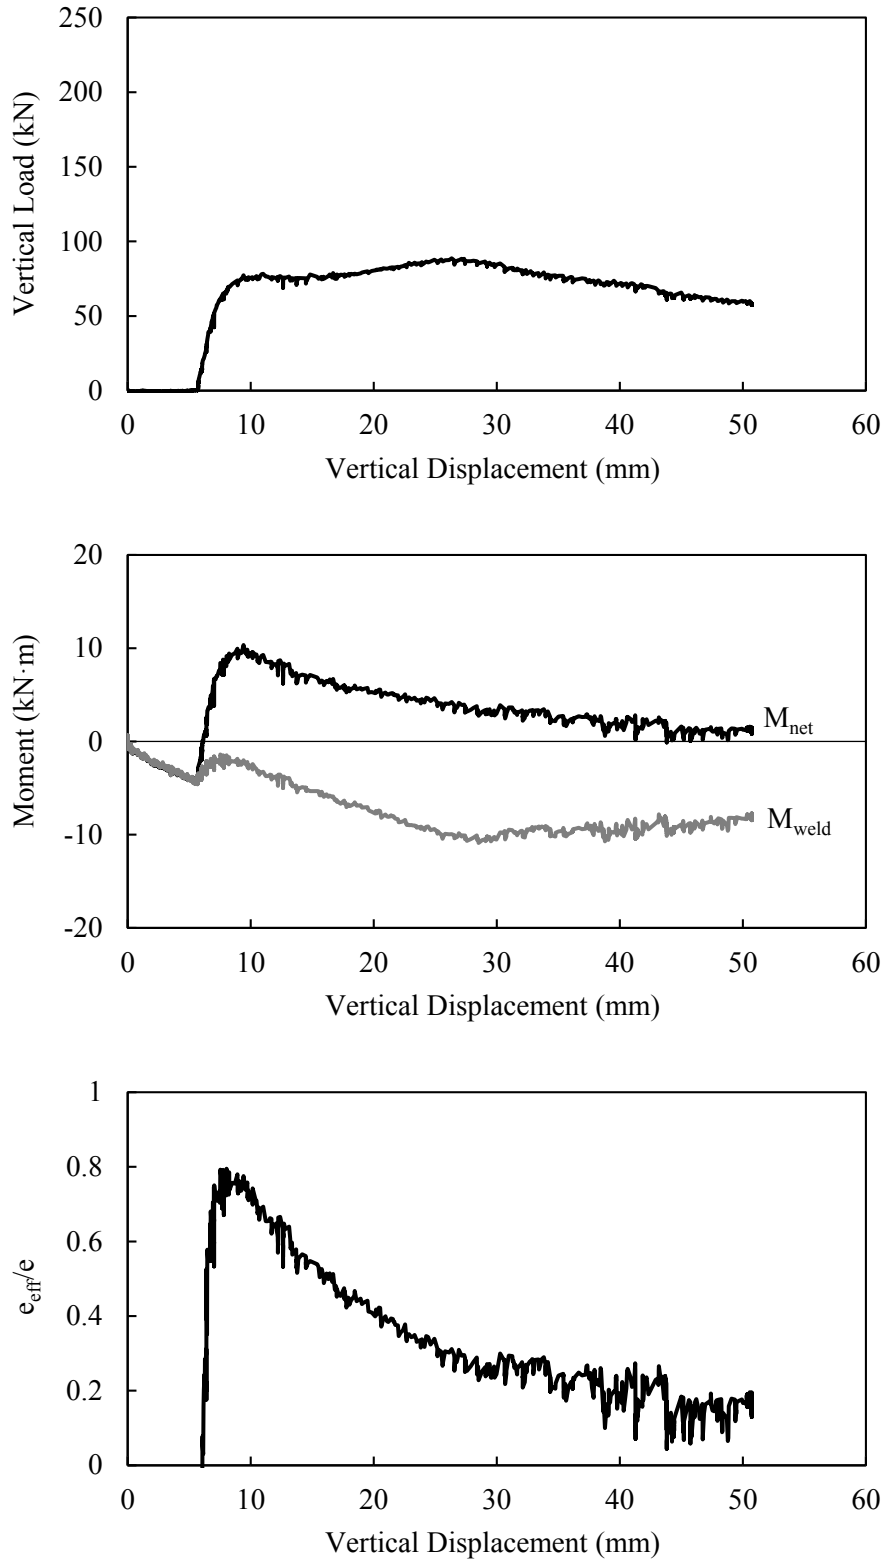 250
200
150
100
50
0
Vertical Load (kN)
0 10 20 30 40 50 60
Vertical Displacement (mm)
20
10
0
-10
-20
Moment (kN·m)
M_net
M_weld
0 10 20 30 40 50 60
Vertical Displacement (mm)
1
0.8
0.6
0.4
0.2
0
e_eff/e
0 10 20 30 40 50 60
Vertical Displacement (mm)